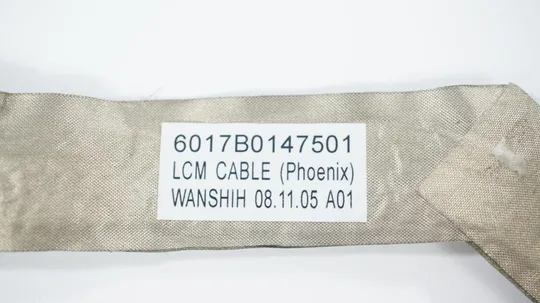 6017B0147501
LCM CABLE (Phoenix)
WANSHIH 08.11.05 A01